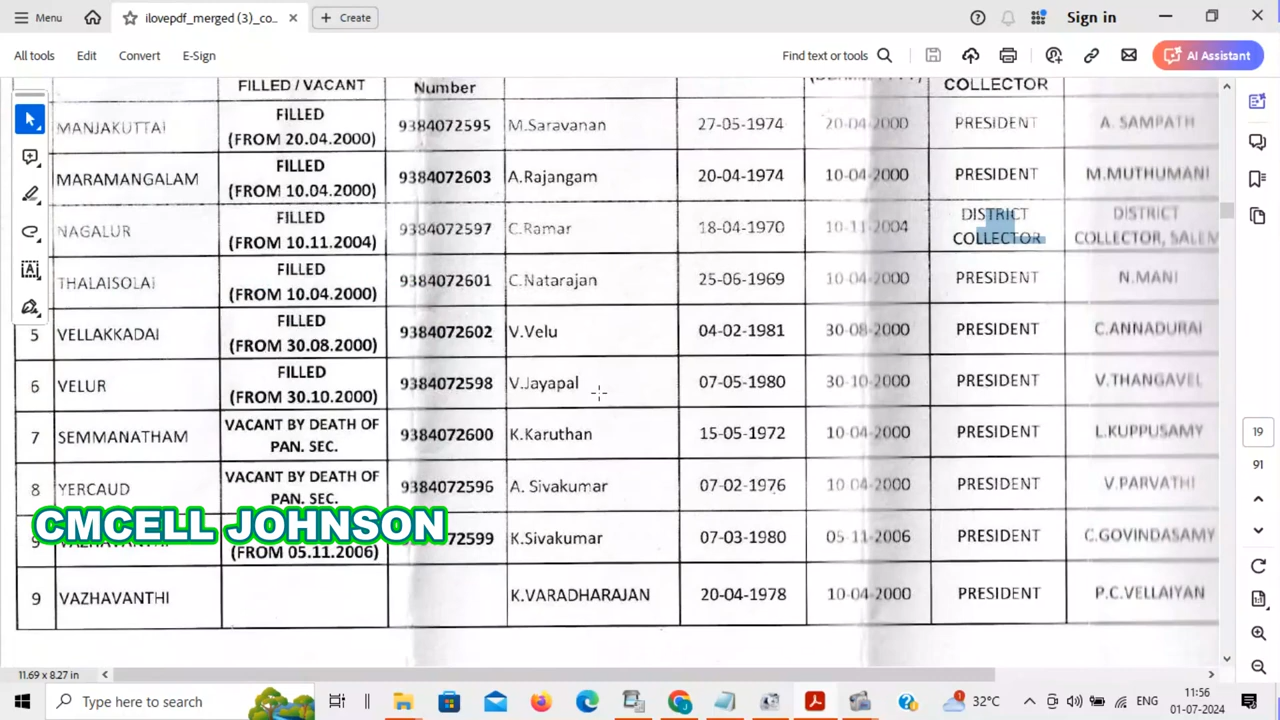 Menu
ilovepdf_merged (3)_co...
Create
Sign in
All tools
Edit
Convert
E-Sign
Find text or tools
AI Assistant
FILLED / VACANT
Number
COLLECTOR
MANJAKUTTAI
FILLED
(FROM 20.04.2000)
9384072595
M.Saravanan
27-05-1974
20-04-2000
PRESIDENT
A. SAMPATH
MARAMANGALAM
FILLED
(FROM 10.04.2000)
9384072603
A.Rajangam
20-04-1974
10-04-2000
PRESIDENT
M.MUTHUMANI
NAGALUR
FILLED
(FROM 10.11.2004)
9384072597
C.Ramar
18-04-1970
10-11-2004
DISTRICT
COLLECTOR
DISTRICT
COLLECTOR, SALEM
THALAISOLAI
FILLED
(FROM 10.04.2000)
9384072601
C.Natarajan
25-06-1969
10-04-2000
PRESIDENT
N.MANI
5
VELLAKKADAI
FILLED
(FROM 30.08.2000)
9384072602
V.Velu
04-02-1981
30-08-2000
PRESIDENT
C.ANNADURAI
6
VELUR
FILLED
(FROM 30.10.2000)
9384072598
V.Jayapal
07-05-1980
30-10-2000
PRESIDENT
V.THANGAVEL
7
SEMMANATHAM
VACANT BY DEATH OF
PAN. SEC.
9384072600
K.Karuthan
15-05-1972
10-04-2000
PRESIDENT
L.KUPPUSAMY
8
YERCAUD
VACANT BY DEATH OF
PAN. SEC.
9384072596
A. Sivakumar
07-02-1976
10-04-2000
PRESIDENT
V.PARVATHI
CMCELL JOHNSON
(FROM 05.11.2006)
72599
K.Sivakumar
07-03-1980
05-11-2006
PRESIDENT
C.GOVINDASAMY
9
VAZHAVANTHI
K.VARADHARAJAN
20-04-1978
10-04-2000
PRESIDENT
P.C.VELLAIYAN
19
91
11.69 x 8.27 in
Type here to search
32°C
ENG
11:56
01-07-2024